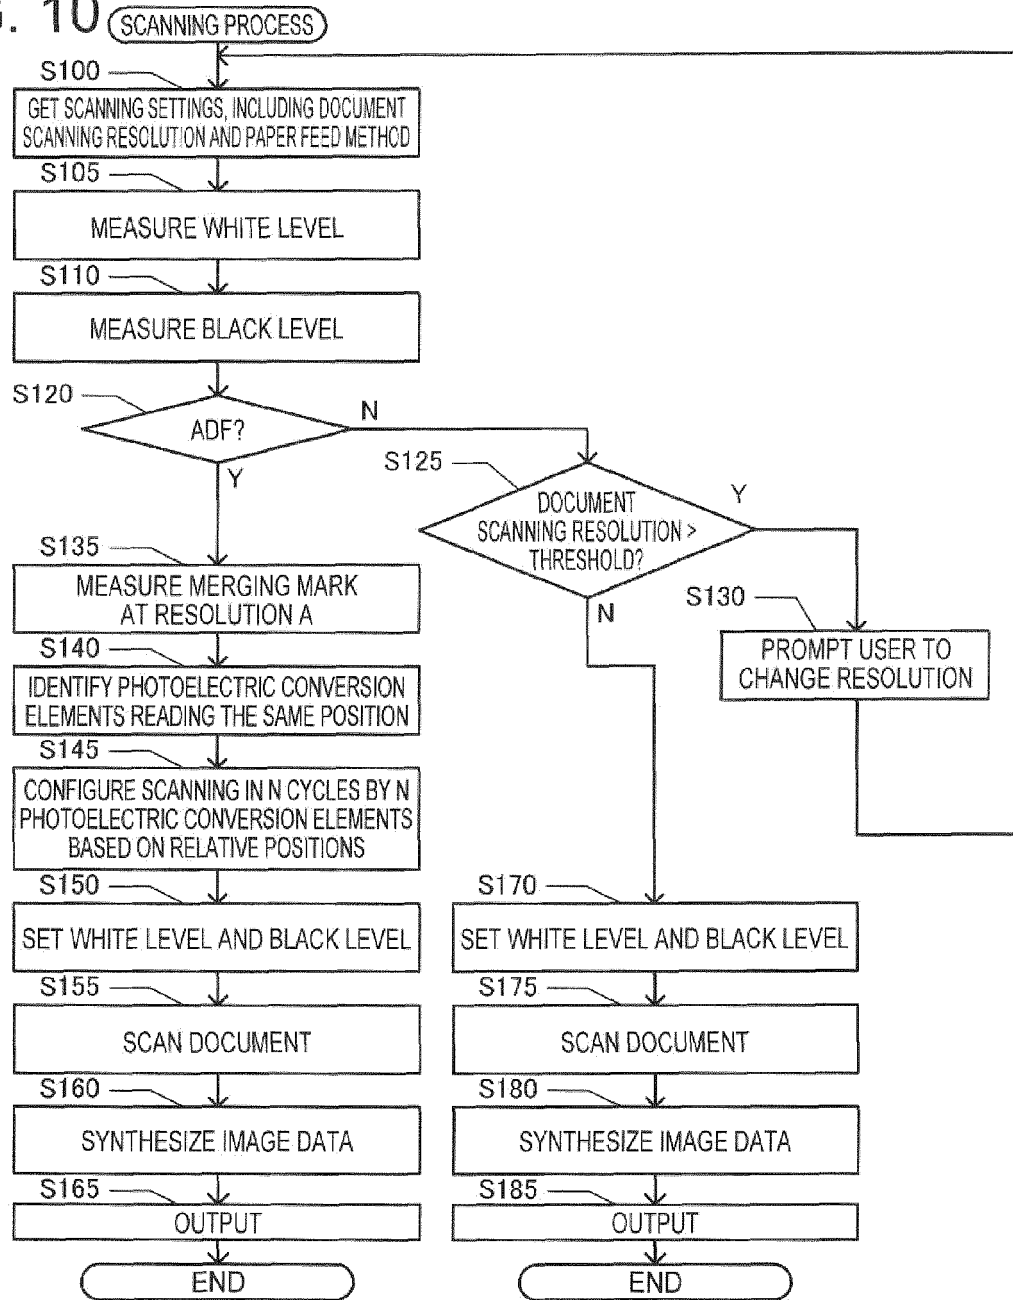 . 10
SCANNING PROCESS
S100
GET SCANNING SETTINGS, INCLUDING DOCUMENT
SCANNING RESOLUTION AND PAPER FEED METHOD
S105
MEASURE WHITE LEVEL
S110
MEASURE BLACK LEVEL
S120
ADF?
N
Y
S125
DOCUMENT
SCANNING RESOLUTION >
THRESHOLD?
Y
N
S130
PROMPT USER TO
CHANGE RESOLUTION
S135
MEASURE MERGING MARK
AT RESOLUTION A
S140
IDENTIFY PHOTOELECTRIC CONVERSION
ELEMENTS READING THE SAME POSITION
S145
CONFIGURE SCANNING IN N CYCLES BY N
PHOTOELECTRIC CONVERSION ELEMENTS
BASED ON RELATIVE POSITIONS
S150
SET WHITE LEVEL AND BLACK LEVEL
S155
SCAN DOCUMENT
S160
SYNTHESIZE IMAGE DATA
S165
OUTPUT
END
S170
SET WHITE LEVEL AND BLACK LEVEL
S175
SCAN DOCUMENT
S180
SYNTHESIZE IMAGE DATA
S185
OUTPUT
END